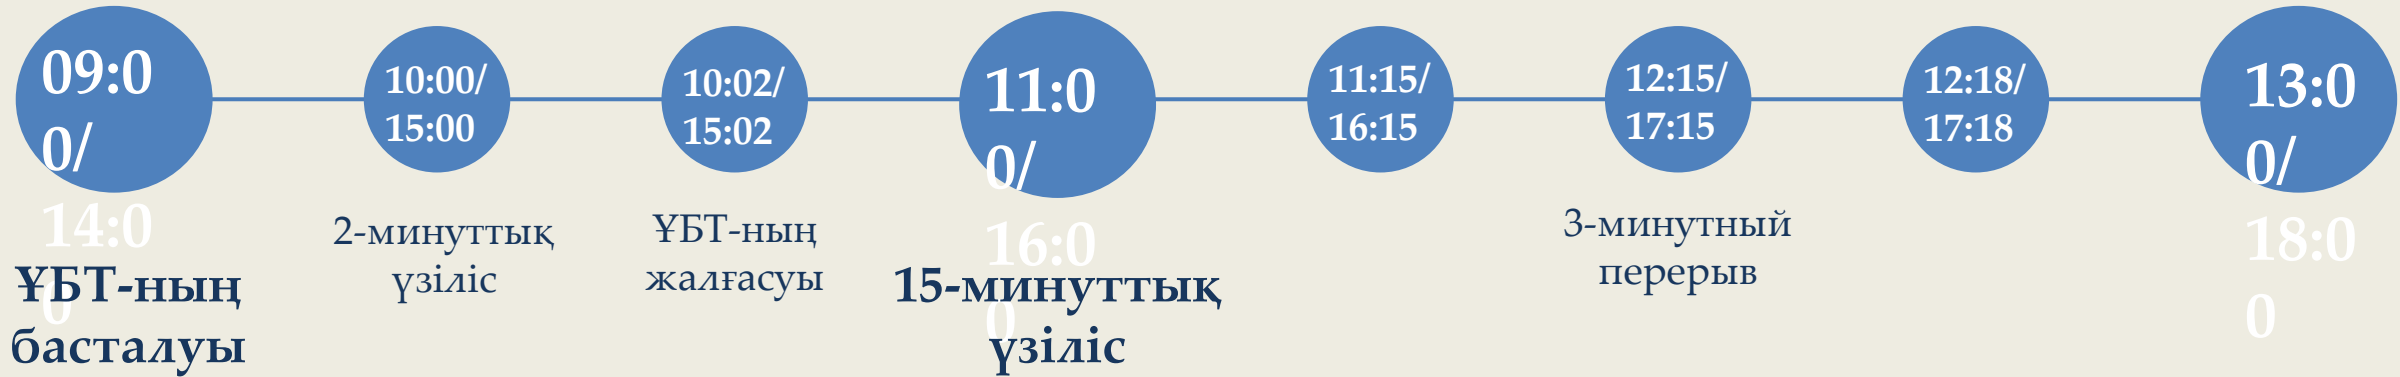 09:0
0/
14:0
0
ҰБТ-ның
басталуы
10:00/
15:00
2-минуттық
үзіліс
10:02/
15:02
ҰБТ-ның
жалғасуы
11:0
0/
16:0
0
15-минуттық
үзіліс
11:15/
16:15
12:15/
17:15
3-минутный
перерыв
12:18/
17:18
13:0
0/
18:0
0